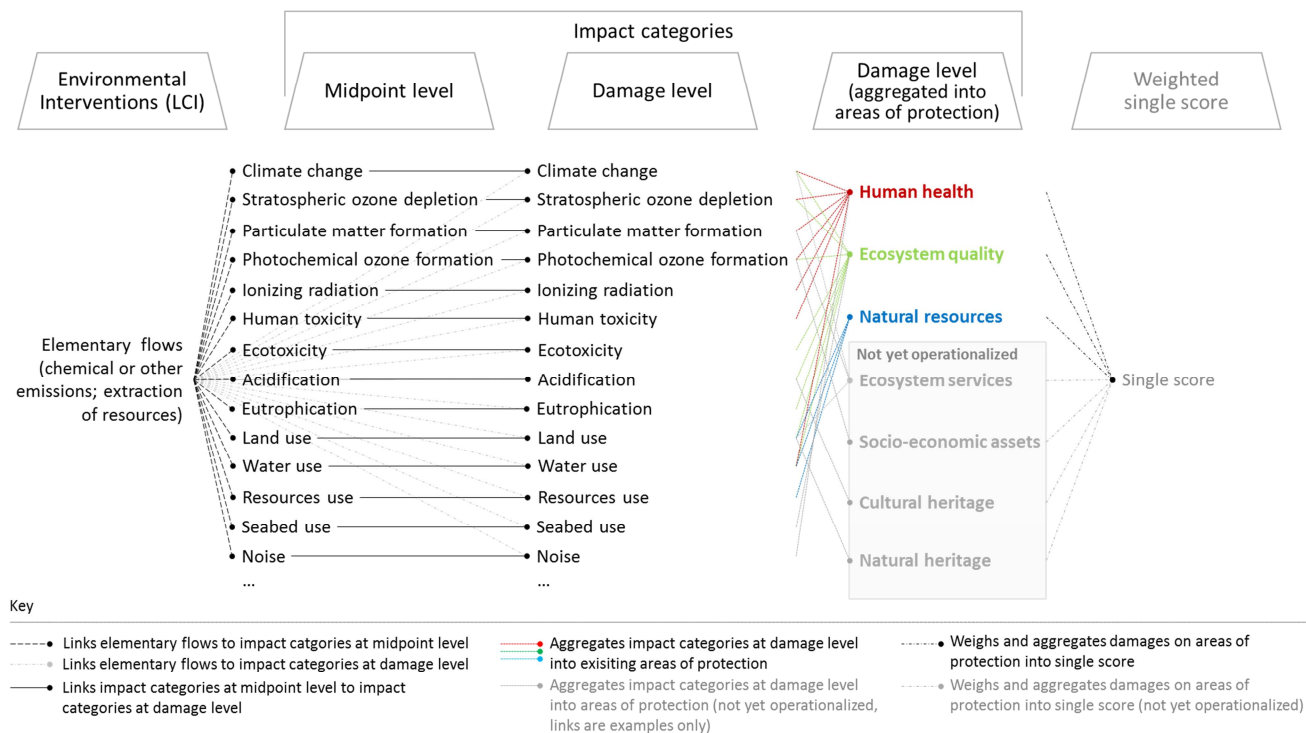 Impact categories
Environmental
Interventions (LCI)
Midpoint level
Damage level
Damage level
(aggregated into
areas of protection)
Weighted
single score
Elementary flows
(chemical or other
emissions; extraction
of resources)
Climate change
Stratospheric ozone depletion
Particulate matter formation
Photochemical ozone formation
Ionizing radiation
Human toxicity
Ecotoxicity
Acidification
Eutrophication
Land use
Water use
Resources use
Seabed use
Noise
...
Climate change
Stratospheric ozone depletion
Particulate matter formation
Photochemical ozone formation
Ionizing radiation
Human toxicity
Ecotoxicity
Acidification
Eutrophication
Land use
Water use
Resources use
Seabed use
Noise
...
Human health
Ecosystem quality
Natural resources
Not yet operationalized
Ecosystem services
Socio-economic assets
Cultural heritage
Natural heritage
Single score
Key
Links elementary flows to impact catgories at midpoint level
Links elementary flows to impact categories at damage level
Links impact categories at midpoint level to impact
categories at damage level
Aggregates impact categories at damage level
into exisiting areas of protection
Aggregates impact categories at damage level
into areas of protection (not yet operationalized,
links are examples only)
Weighs and aggregates damages on areas of
protection into single score
Weighs and aggregates damages on areas of
protection into single score (not yet operationalized)